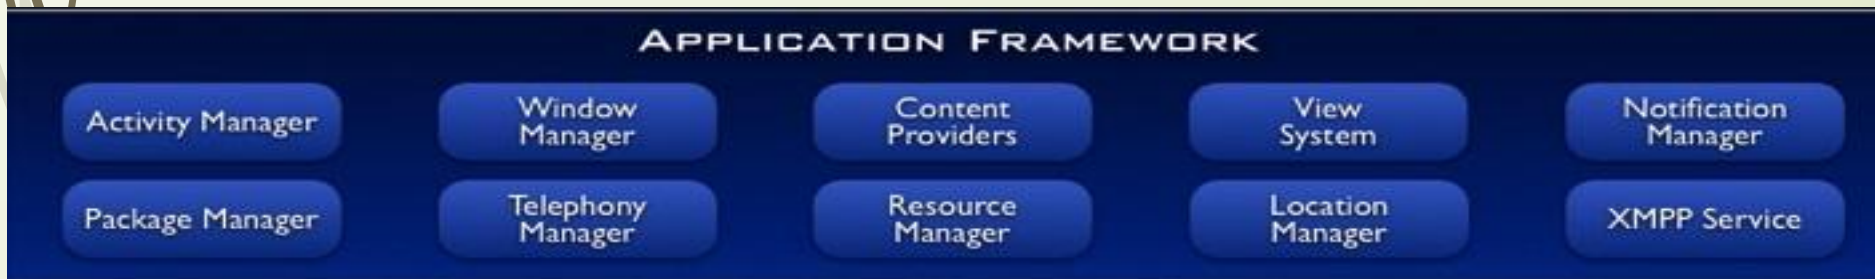 APPLICATION FRAMEWORK
Activity Manager
Window
Manager
Content
Providers
View
System
Notification
Manager
Package Manager
Telephony
Manager
Resource
Manager
Location
Manager
XMPP Service